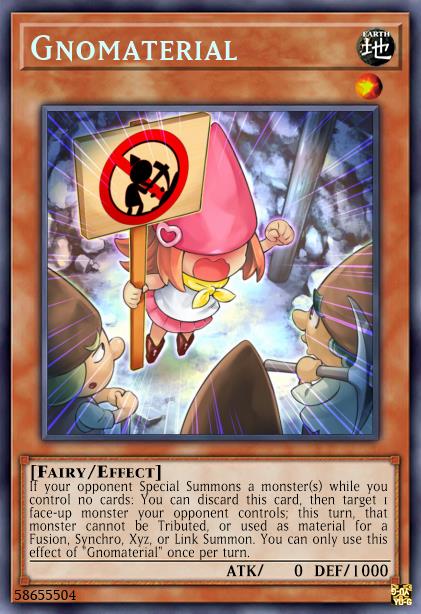 GNOMATERIAL
EARTH
地
[FAIRY/EFFECT]
If your opponent Special Summons a monster(s) while you
control no cards: You can discard this card, then target 1
face-up monster your opponent controls; this turn, that
monster cannot be Tributed, or used as material for a
Fusion, Synchro, Xyz, or Link Summon. You can only use this
effect of "Gnomaterial" once per turn.
ATK/ 0 DEF/1000
58655504